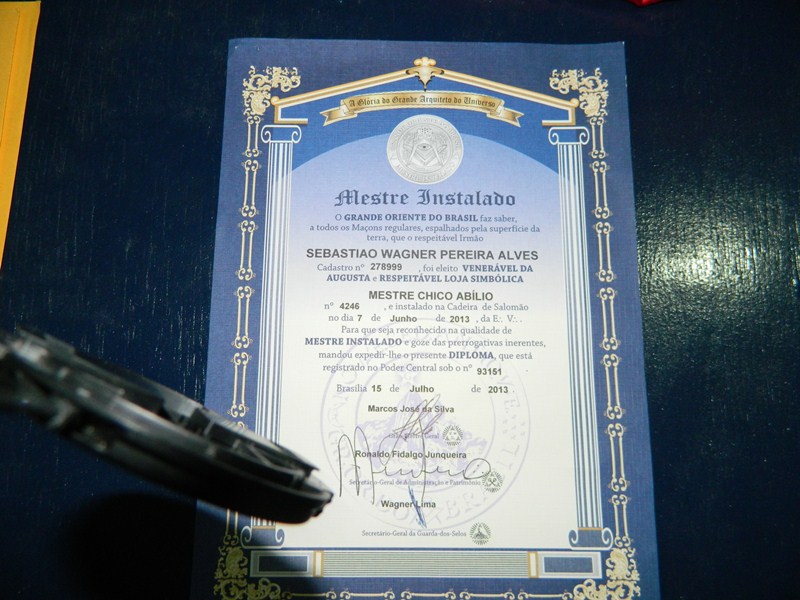 A Glória do Grande Arquiteto do Universo
Mestre Instalado
O GRANDE ORIENTE DO BRASIL faz saber,
a todos os Maçons regulares, espalhados pela superfície da
terra, que o respeitável Irmão
SEBASTIAO WAGNER PEREIRA ALVES
Cadastro nº 278999 , foi eleito VENERÁVEL DA
AUGUSTA e RESPEITÁVEL LOJA SIMBÓLICA
MESTRE CHICO ABÍLIO
nº 4246 , e instalado na Cadeira de Salomão
no dia 7 de Junho de 2013 , da E∴ V∴ .
Para que seja reconhecido na qualidade de
MESTRE INSTALADO e goze das prerrogativas inerentes,
mandou expedir-lhe o presente DIPLOMA, que está
registrado no Poder Central sob o nº 93151
Brasília 15 de Julho de 2013 .
Marcos José da Silva
Geral
Ronaldo Fidalgo Junqueira
Secretário-Geral de Administração e Patrimônio
Wagner Lima
Secretário-Geral da Guarda-dos-Selos